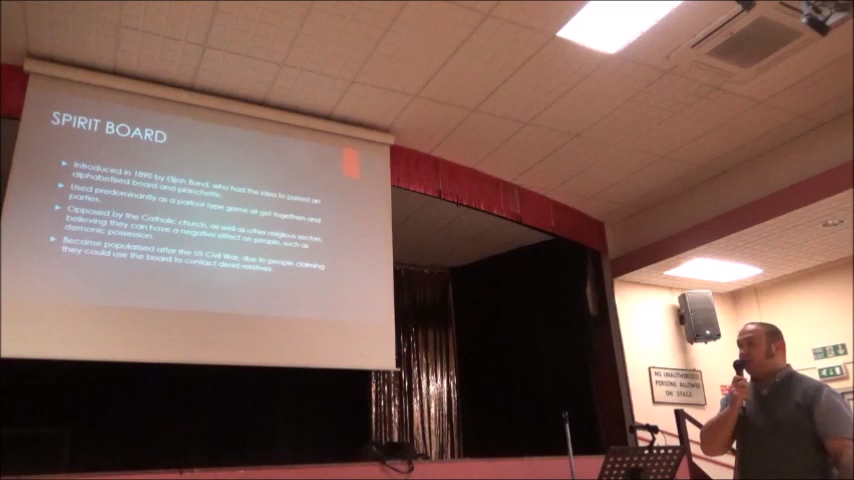 SPIRIT BOARD
Introduced in 1890 by Elijah Bond, who had the idea to patent an
alphabetised board and planchette.
Used predominantly as a parlour type game at get togethers and
parties.
Opposed by the Catholic church, as well as other religious sectors,
believing they can have a negative effect on people, such as
demonic possession.
Became popularised after the US Civil War, due to people claiming
they could use the board to contact dead relatives.
NO UNAUTHORISED
PERSONS ALLOWED
ON STAGE